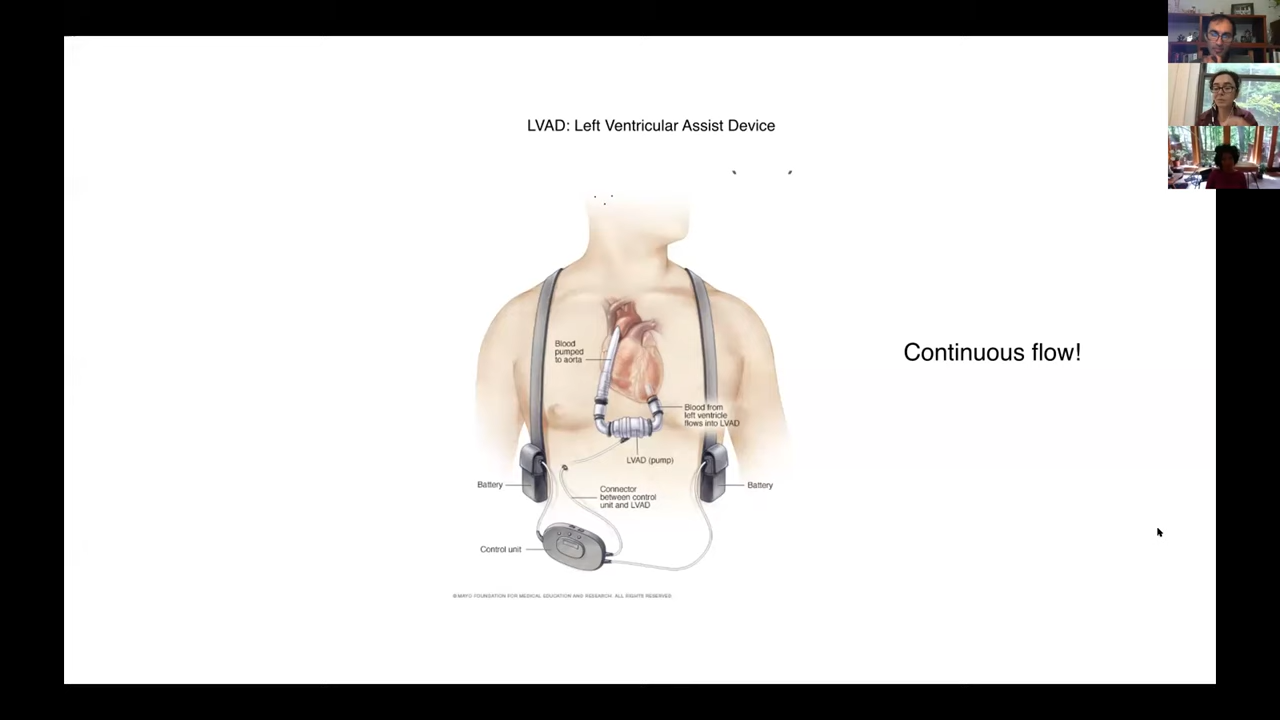 LVAD: Left Ventricular Assist Device
Blood
pumped
to aorta
Continuous flow!
Blood from
left ventricle
flows into LVAD
LVAD (pump)
Battery
Connector
between control
unit and LVAD
Battery
Control unit
©MAYO FOUNDATION FOR MEDICAL EDUCATION AND RESEARCH. ALL RIGHTS RESERVED.